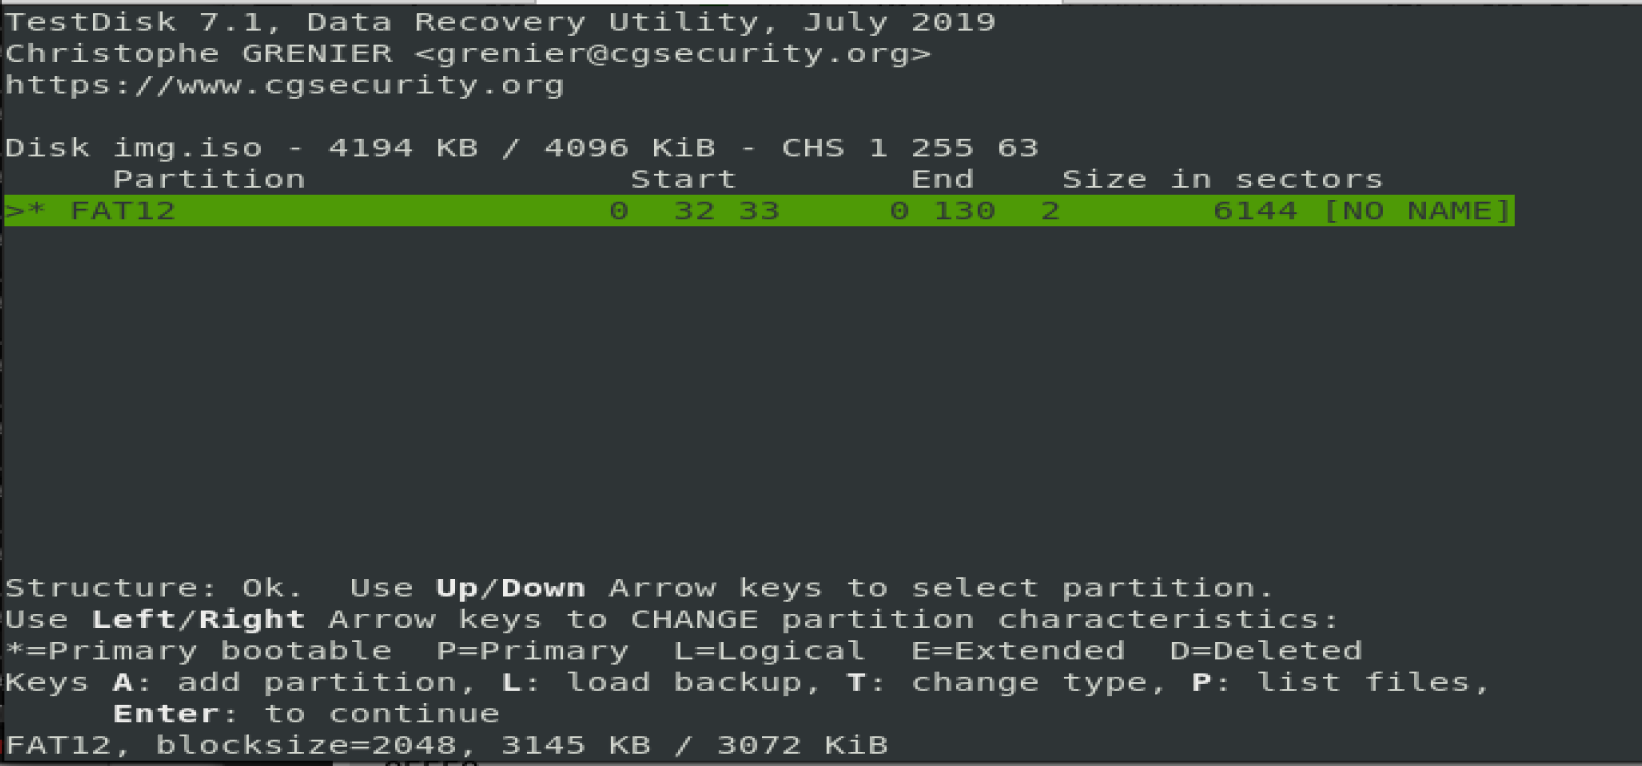 TestDisk 7.1, Data Recovery Utility, July 2019
Christophe GRENIER <grenier@cgsecurity.org>
https://www.cgsecurity.org
Disk img.iso - 4194 KB / 4096 KiB - CHS 1 255 63
Partition Start End Size in sectors
>* FAT12 0 32 33 0 130 2 6144 [NO NAME]
Structure: Ok. Use Up/Down Arrow keys to select partition.
Use Left/Right Arrow keys to CHANGE partition characteristics:
*=Primary bootable P=Primary L=Logical E=Extended D=Deleted
Keys A: add partition, L: load backup, T: change type, P: list files,
Enter: to continue
FAT12, blocksize=2048, 3145 KB / 3072 KiB